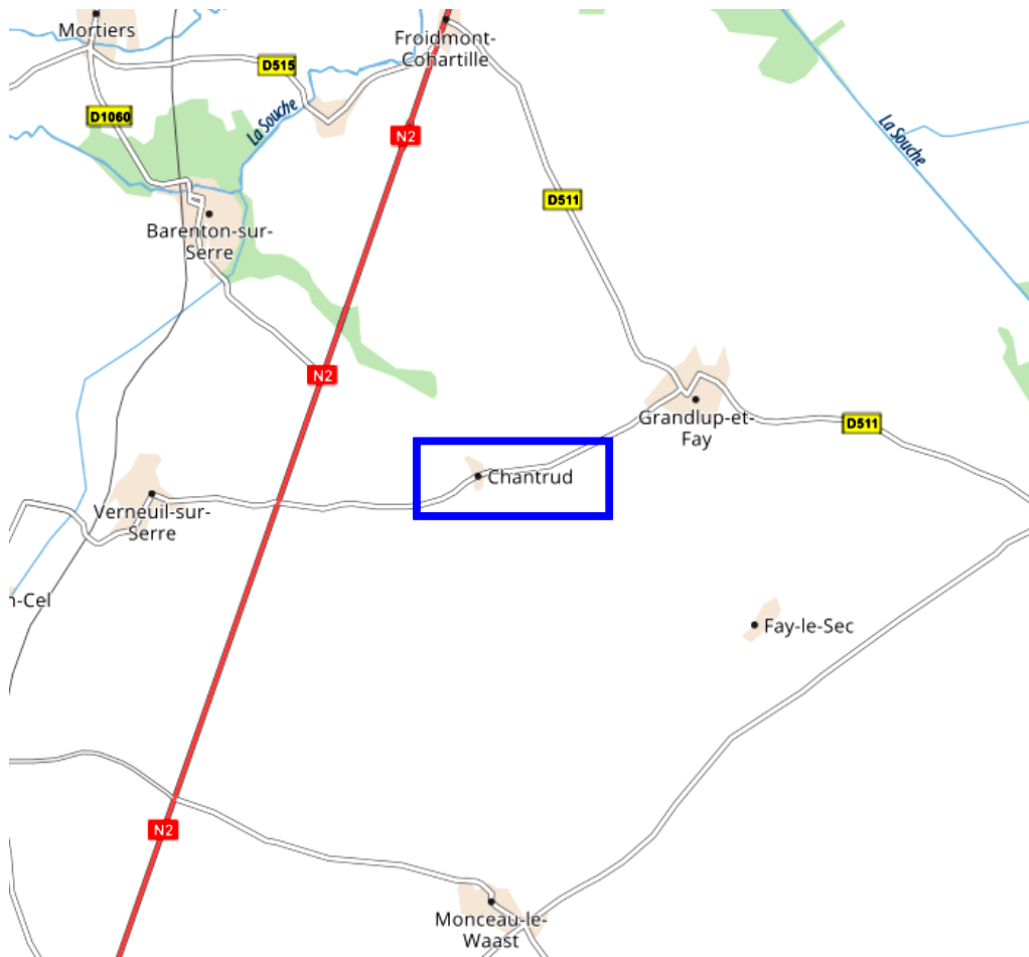 Mortiers
Froidmont-
Cohartille
D515
D1060
La Souche
N2
La Souche
D511
Barenton-sur-
Serre
N2
Grandlup-et-
Fay
D511
Chantrud
Verneuil-sur-
Serre
n-Cel
Fay-le-Sec
N2
Monceau-le-
Waast